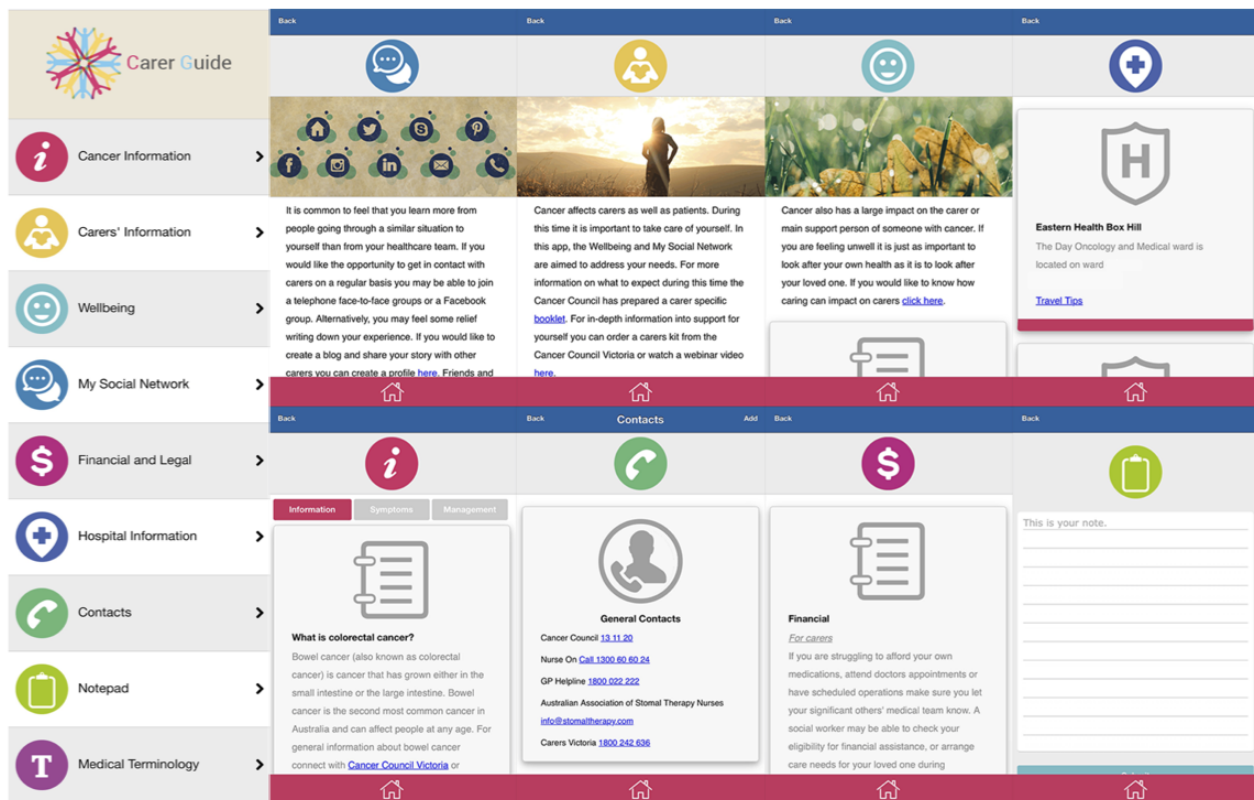 Carer Guide
Cancer Information
Carers' Information
Wellbeing
My Social Network
Financial and Legal
Hospital Information
Contacts
Notepad
Medical Terminology
Back
It is common to feel that you learn more from
people going through a similar situation to
yourself than from your healthcare team. If you
would like the opportunity to get in contact with
carers on a regular basis you may be able to join
a telephone face-to-face groups or a Facebook
group. Alternatively, you may feel some relief
writing down your experience. If you would like to
create a blog and share your story with other
carers you can create a profile here. Friends and
Back
Cancer affects carers as well as patients. During
this time it is important to take care of yourself. In
this app, the Wellbeing and My Social Network
are aimed to address your needs. For more
information on what to expect during this time the
Cancer Council has prepared a carer specific
booklet. For in-depth information into support for
yourself you can order a carers kit from the
Cancer Council Victoria or watch a webinar video
here.
Back
Cancer also has a large impact on the carer or
main support person of someone with cancer. If
you are feeling unwell it is just as important to
look after your own health as it is to look after
your loved one. If you would like to know how
caring can impact on carers click here.
Back
H
Eastern Health Box Hill
The Day Oncology and Medical ward is
located on ward
Travel Tips
Back
Information Symptoms Management
What is colorectal cancer?
Bowel cancer (also known as colorectal
cancer) is cancer that has grown either in the
small intestine or the large intestine. Bowel
cancer is the second most common cancer in
Australia and can affect people at any age. For
general information about bowel cancer
connect with Cancer Council Victoria or
Back Contacts Add
General Contacts
Cancer Council 13 11 20
Nurse On Call 1300 60 60 24
GP Helpline 1800 022 222
Australian Association of Stomal Therapy Nurses
info@stomaltherapy.com
Carers Victoria 1800 242 636
Back
Financial
For carers
If you are struggling to afford your own
medications, attend doctors appointments or
have scheduled operations make sure you let
your significant others' medical team know. A
social worker may be able to check your
eligibility for financial assistance, or arrange
care needs for your loved one during
Back
This is your note.